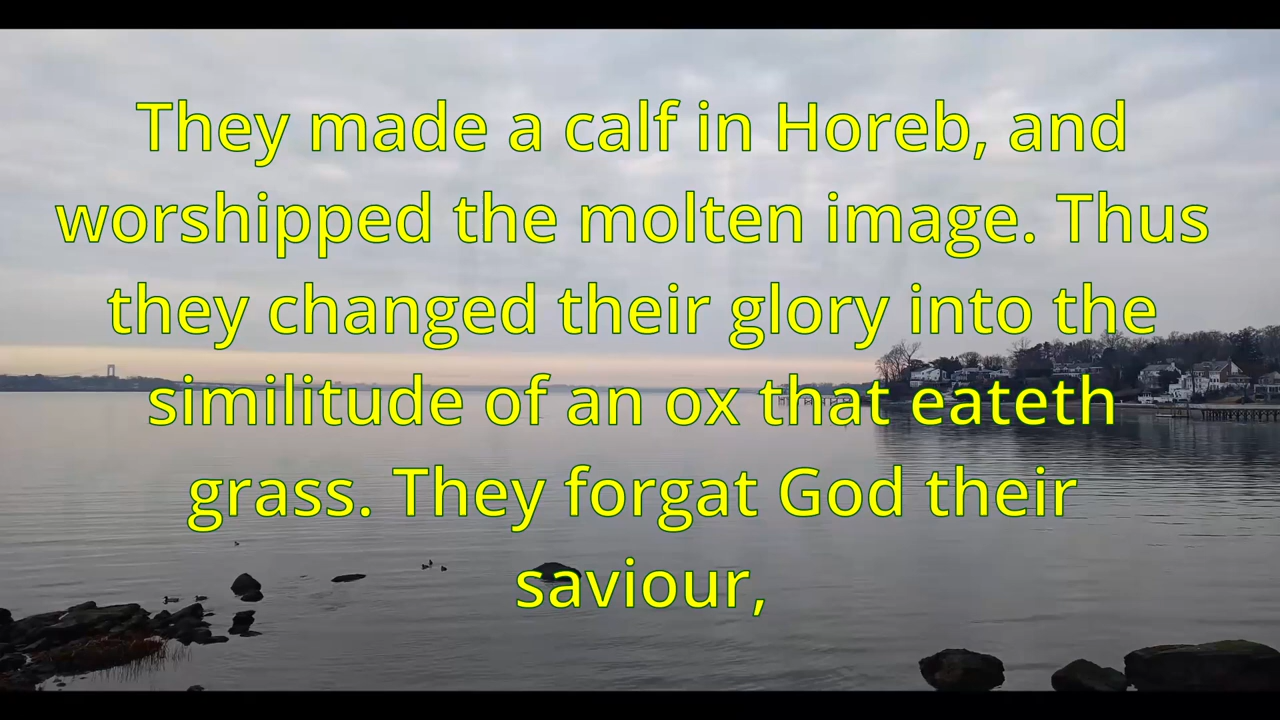 They made a calf in Horeb, and
worshipped the molten image. Thus
they changed their glory into the
similitude of an ox that eateth
grass. They forgat God their
saviour,